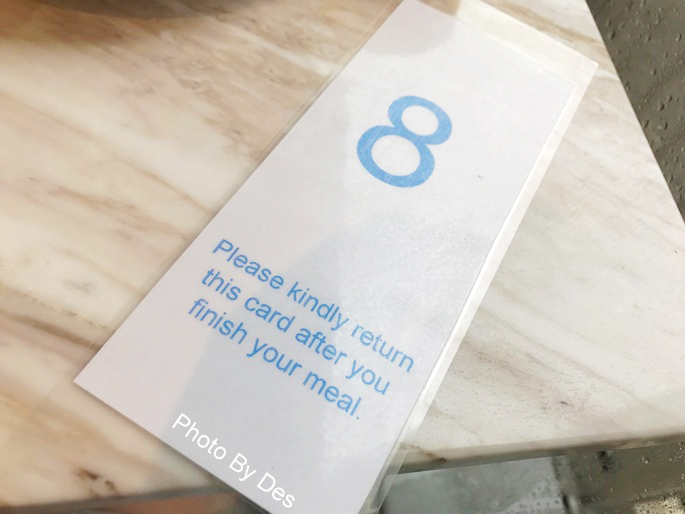 8
Please kindly return
this card after you
finish your meal.
Photo By Des